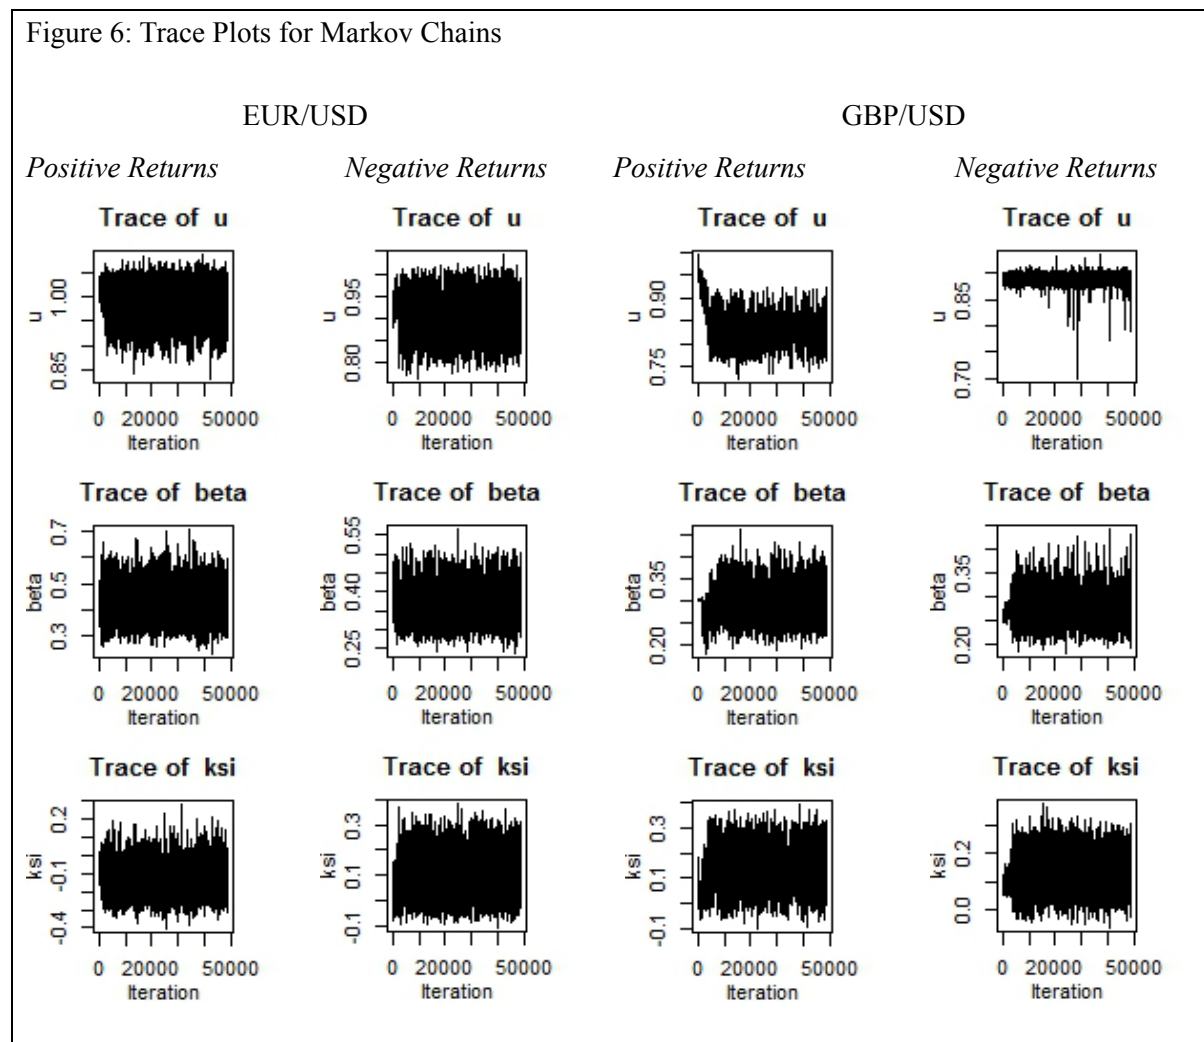 Figure 6: Trace Plots for Markov Chains
EUR/USD GBP/USD
Positive Returns Negative Returns Positive Returns Negative Returns
Trace of u Trace of u Trace of u Trace of u
u 0.85 1.00 u 0.80 0.95 u 0.75 0.90 u 0.70 0.85
0 20000 50000 0 20000 50000 0 20000 50000 0 20000 50000
Iteration Iteration Iteration Iteration
Trace of beta Trace of beta Trace of beta Trace of beta
beta 0.3 0.5 0.7 beta 0.25 0.40 0.55 beta 0.20 0.35 beta 0.20 0.35
0 20000 50000 0 20000 50000 0 20000 50000 0 20000 50000
Iteration Iteration Iteration Iteration
Trace of ksi Trace of ksi Trace of ksi Trace of ksi
ksi -0.4 -0.1 0.2 ksi -0.1 0.1 0.3 ksi -0.1 0.1 0.3 ksi 0.0 0.2
0 20000 50000 0 20000 50000 0 20000 50000 0 20000 50000
Iteration Iteration Iteration Iteration